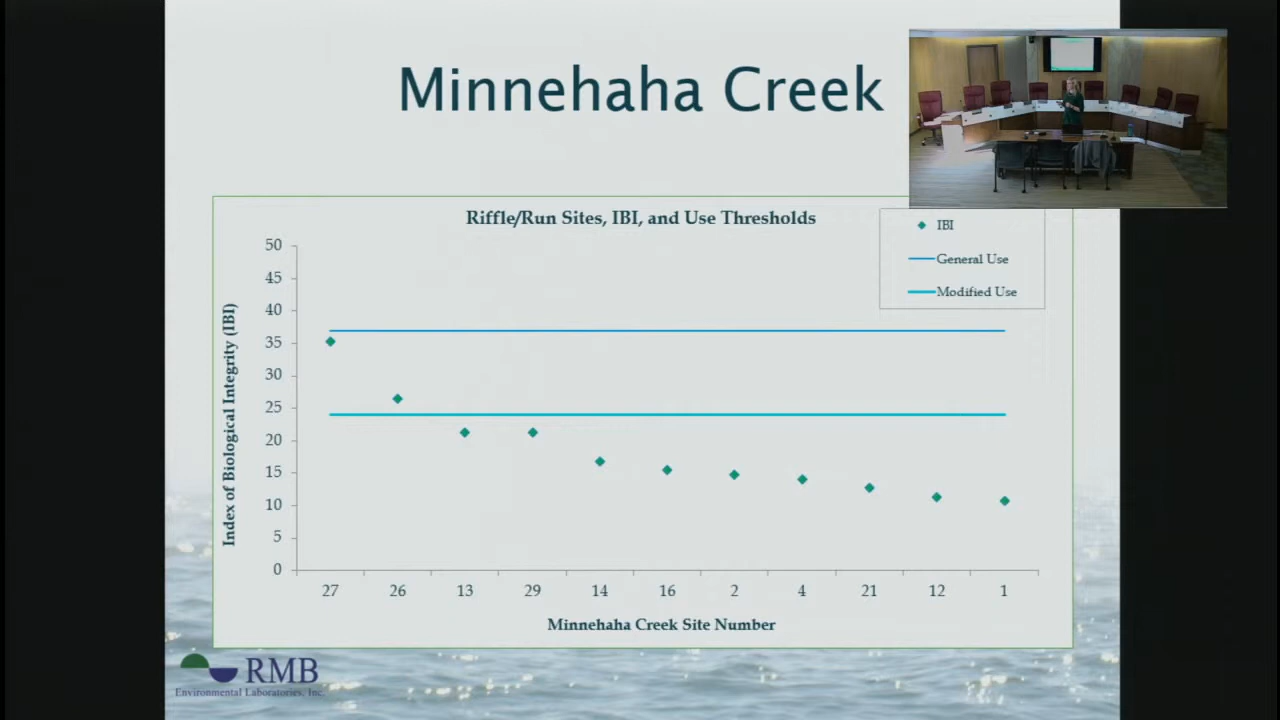 Minnehaha Creek
Riffle/Run Sites, IBI, and Use Thresholds
IBI
General Use
Modified Use
Index of Biological Integrity (IBI)
50
45
40
35
30
25
20
15
10
5
0
27 26 13 29 14 16 2 4 21 12 1
Minnehaha Creek Site Number
RMB
Environmental Laboratories, Inc.